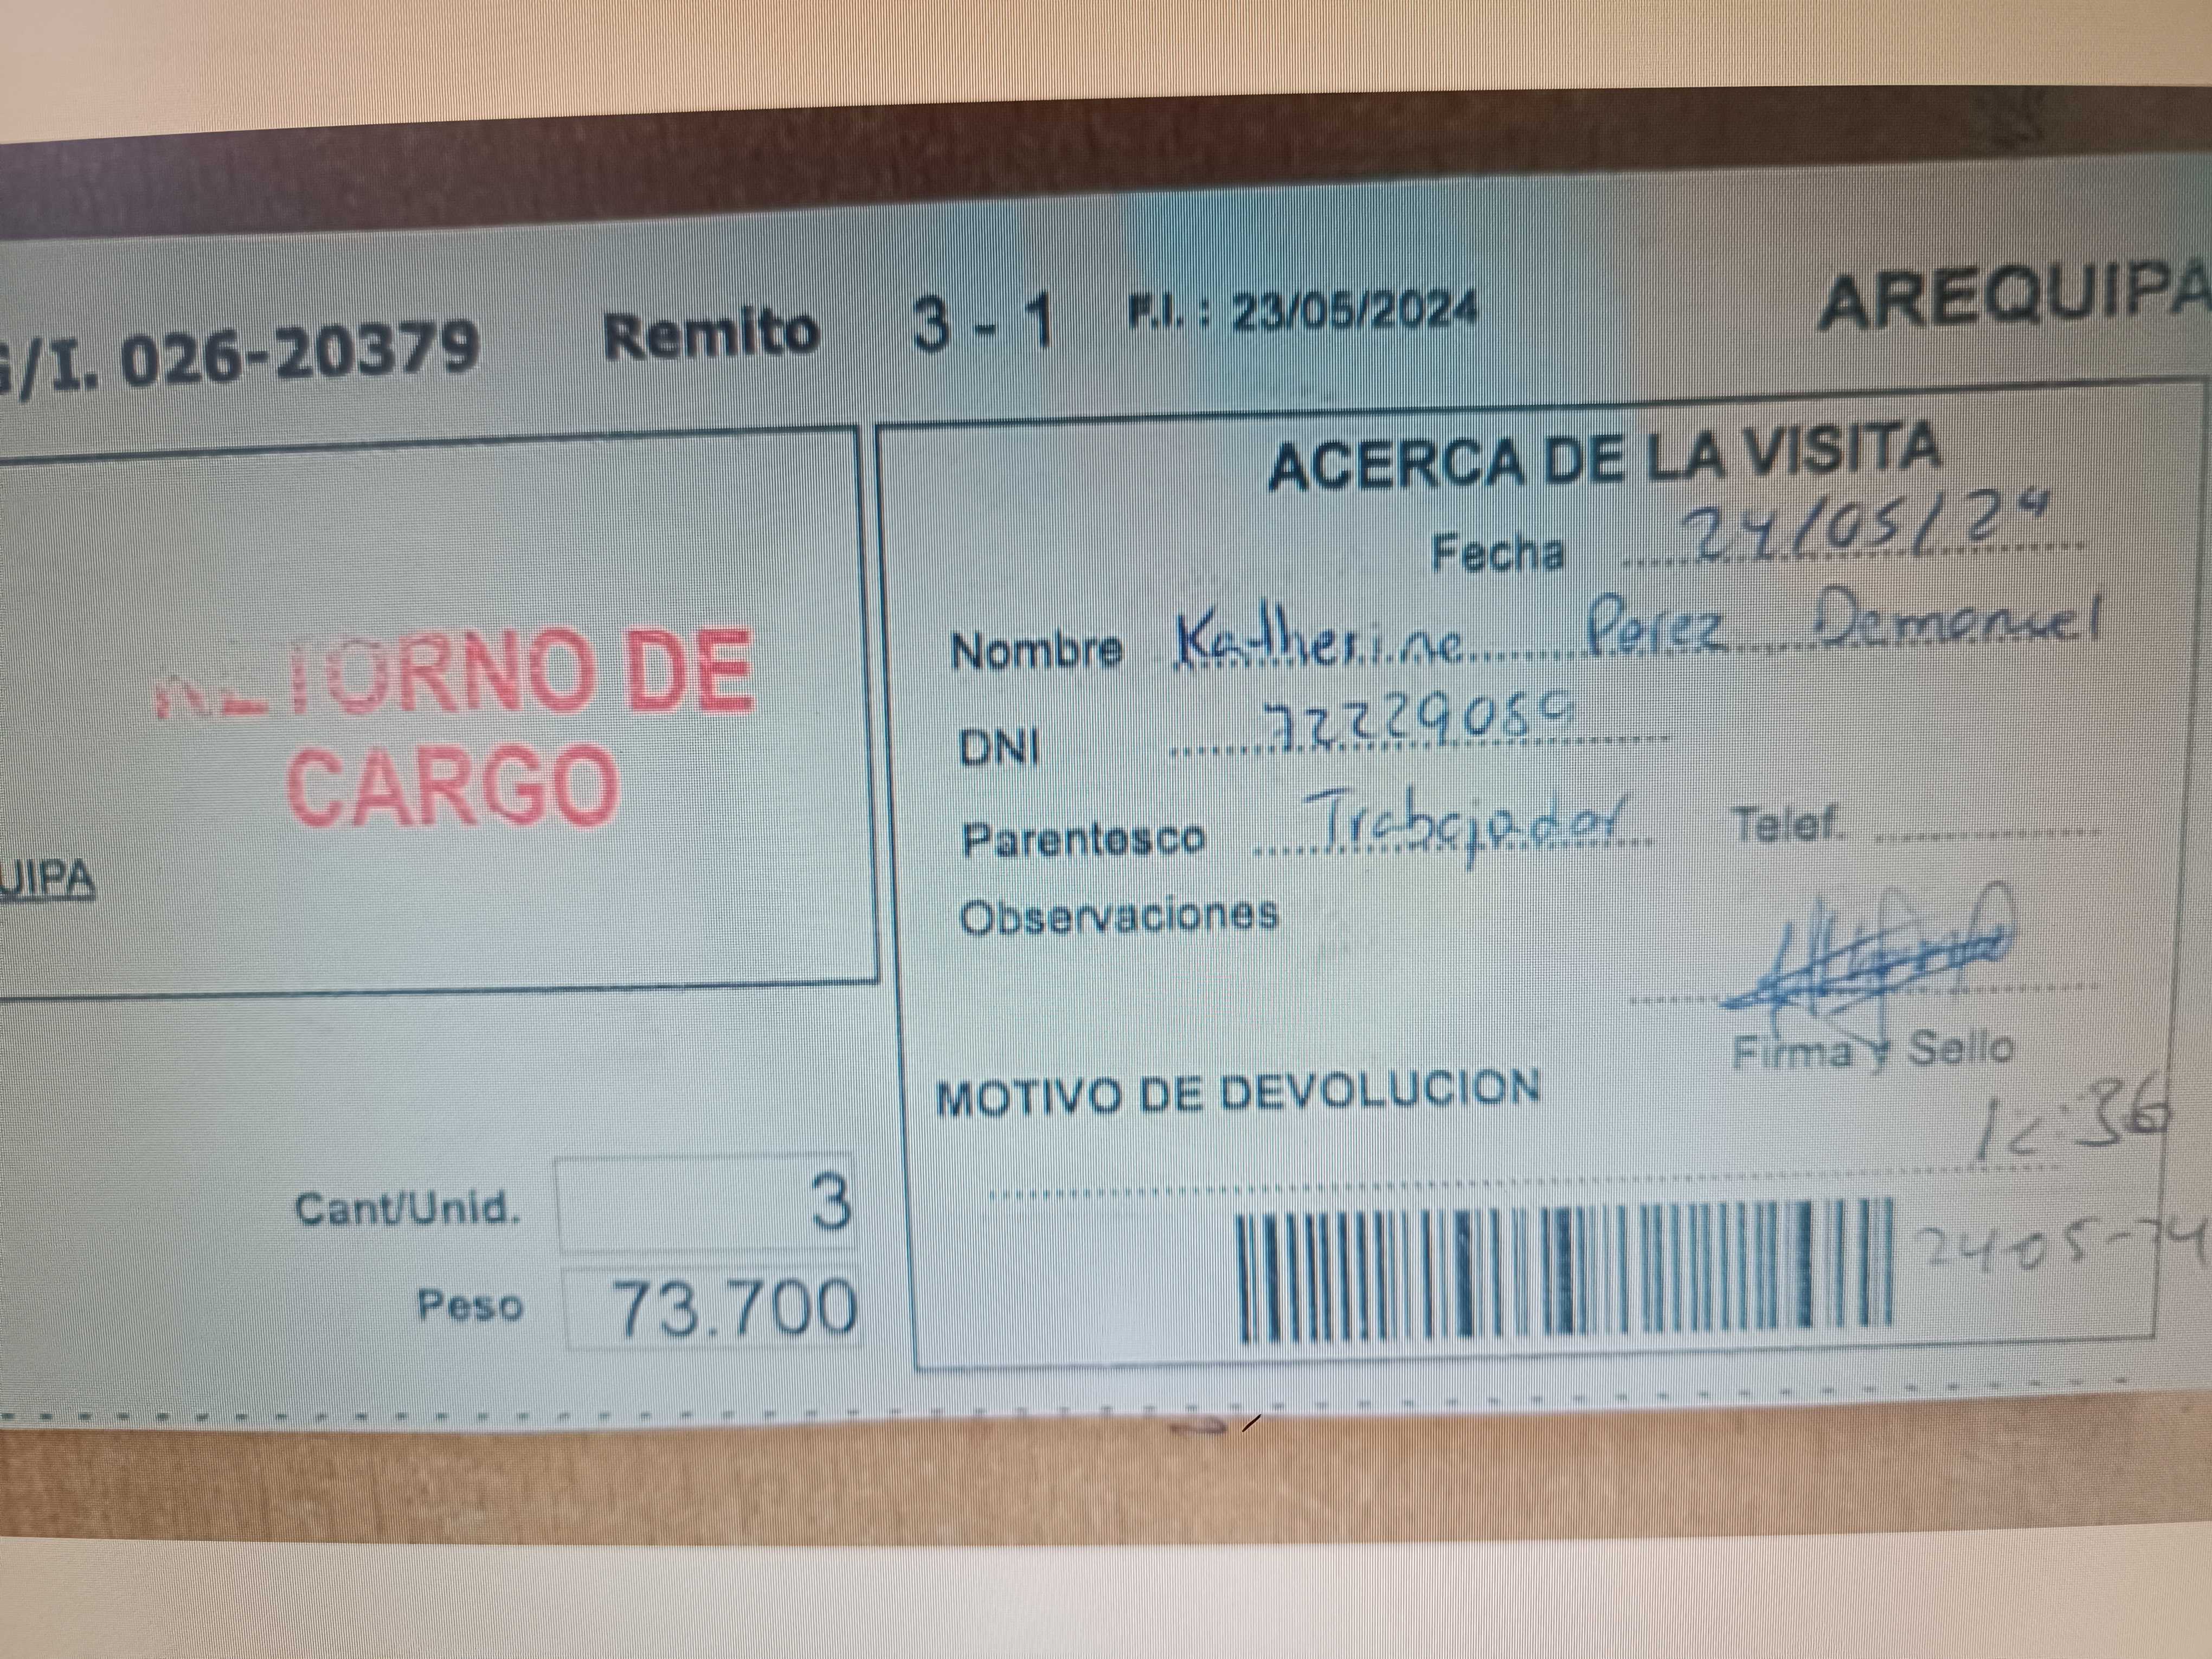 G/I. 026-20379 Remito 3 - 1 F.I. : 23/05/2024 AREQUIPA
ACERCA DE LA VISITA
Fecha 24/05/24
RETORNO DE
CARGO
UIPA
Nombre Katherine Perez Demanuel
DNI
Parentesco Trabajador Telef.
Observaciones
Firma y Sello
MOTIVO DE DEVOLUCION
12:36
Cant/Unid. 3
Peso 73.700